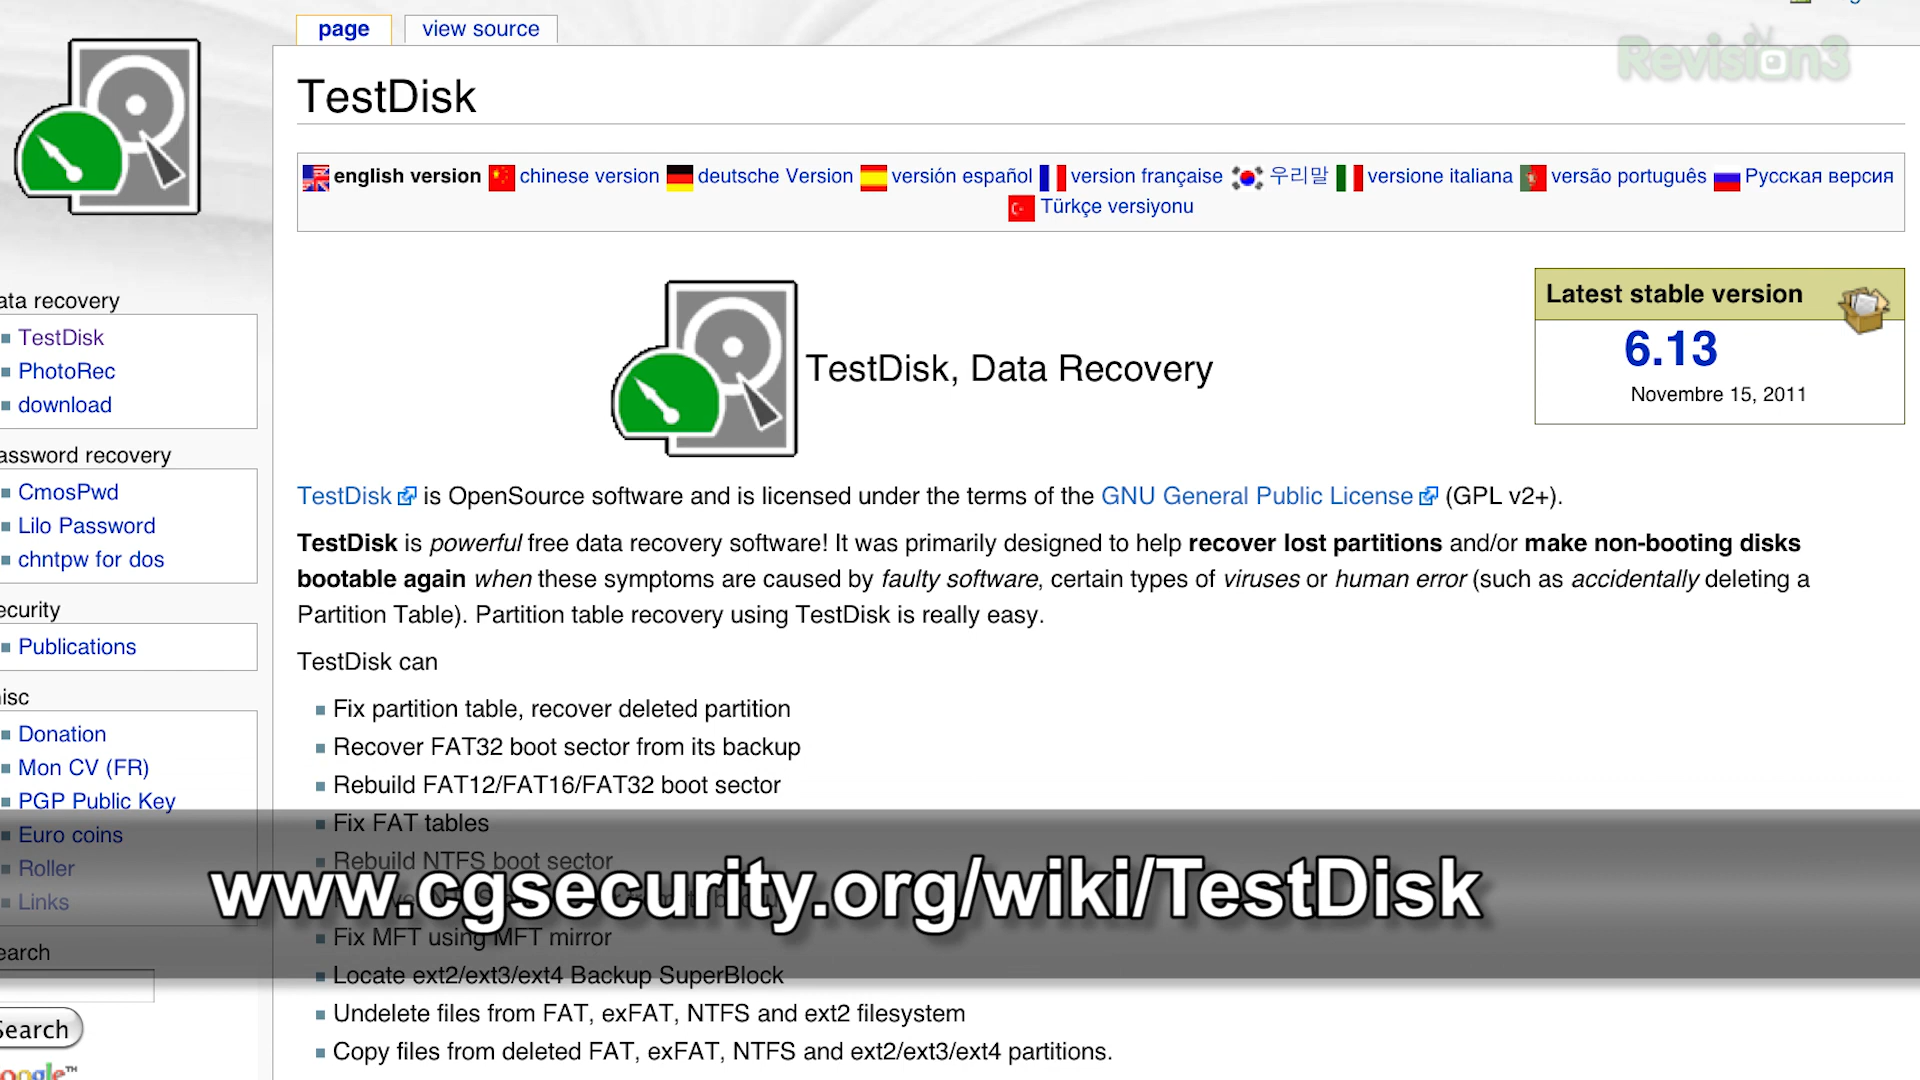 page
view source
Revision3
TestDisk
english version chinese version deutsche Version versión español version française 우리말 versione italiana versão português Русская версия
Türkçe versiyonu
TestDisk, Data Recovery
Latest stable version
6.13
Novembre 15, 2011
ata recovery
TestDisk
PhotoRec
download
assword recovery
CmosPwd
Lilo Password
chntpw for dos
ecurity
Publications
isc
Donation
Mon CV (FR)
PGP Public Key
Euro coins
Roller
Links
earch
Search
oogle™
TestDisk is OpenSource software and is licensed under the terms of the GNU General Public License (GPL v2+).
TestDisk is powerful free data recovery software! It was primarily designed to help recover lost partitions and/or make non-booting disks
bootable again when these symptoms are caused by faulty software, certain types of viruses or human error (such as accidentally deleting a
Partition Table). Partition table recovery using TestDisk is really easy.
TestDisk can
Fix partition table, recover deleted partition
Recover FAT32 boot sector from its backup
Rebuild FAT12/FAT16/FAT32 boot sector
Fix FAT tables
Rebuild NTFS boot sector
www.cgsecurity.org/wiki/TestDisk
Fix MFT using MFT mirror
Locate ext2/ext3/ext4 Backup SuperBlock
Undelete files from FAT, exFAT, NTFS and ext2 filesystem
Copy files from deleted FAT, exFAT, NTFS and ext2/ext3/ext4 partitions.